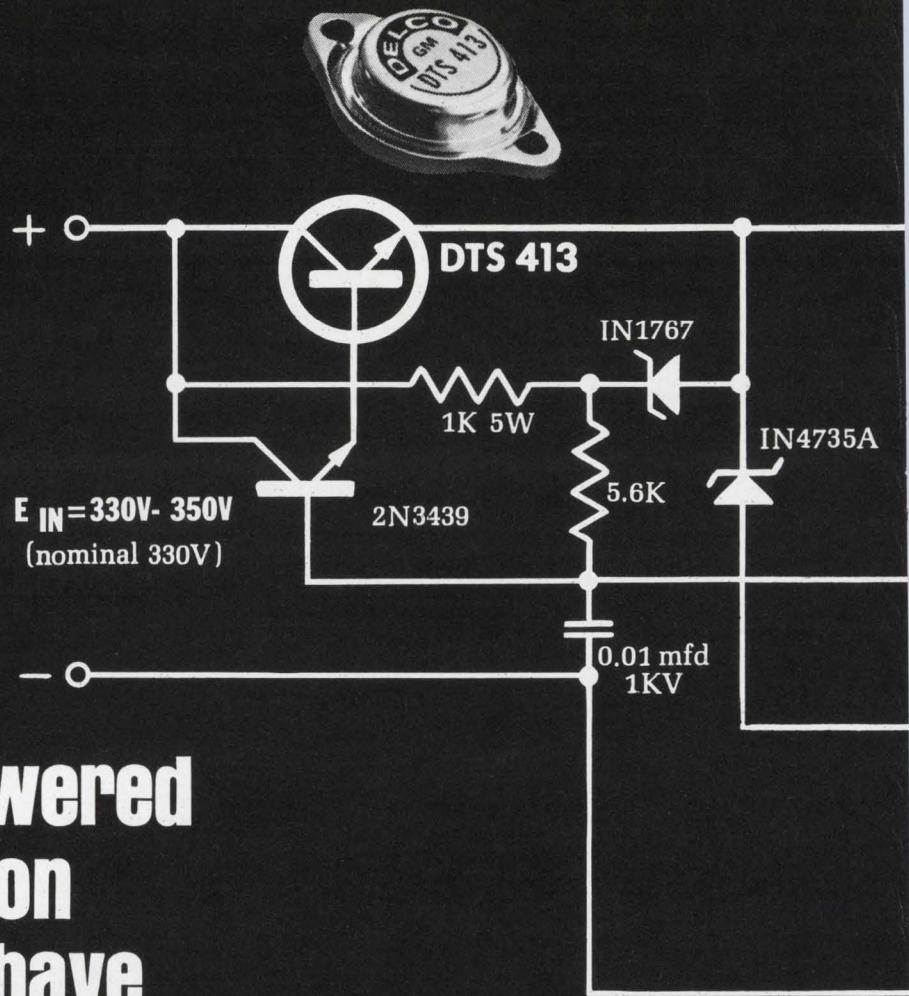 DELCO
GM
DTS 413
+
DTS 413
IN1767
1K 5W
IN4735A
5.6K
E IN=330V- 350V
(nominal 330V)
2N3439
0.01 mfd
1KV
−
wered
on
have